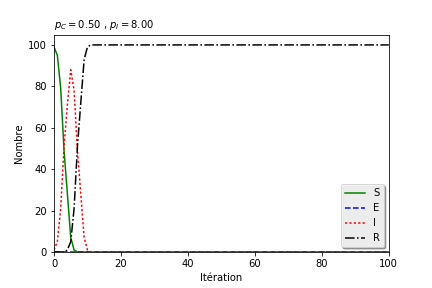 p_C = 0.50 , p_I = 8.00
100
80
60
40
20
0
Nombre
S
E
I
R
0 20 40 60 80 100
Itération